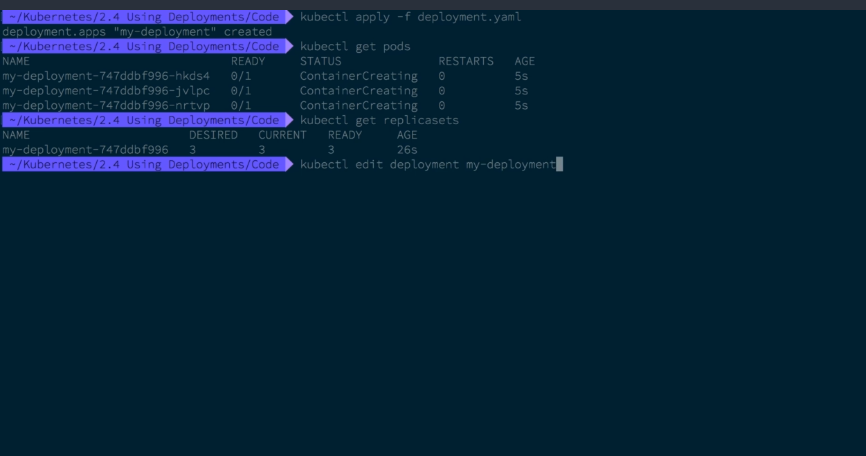 ~/Kubernetes/2.4 Using Deployments/Code kubectl apply -f deployment.yaml
deployment.apps "my-deployment" created
~/Kubernetes/2.4 Using Deployments/Code kubectl get pods
NAME READY STATUS RESTARTS AGE
my-deployment-747ddbf996-hkds4 0/1 ContainerCreating 0 5s
my-deployment-747ddbf996-jvlpc 0/1 ContainerCreating 0 5s
my-deployment-747ddbf996-nrtvp 0/1 ContainerCreating 0 5s
~/Kubernetes/2.4 Using Deployments/Code kubectl get replicasets
NAME DESIRED CURRENT READY AGE
my-deployment-747ddbf996 3 3 3 26s
~/Kubernetes/2.4 Using Deployments/Code kubectl edit deployment my-deployment